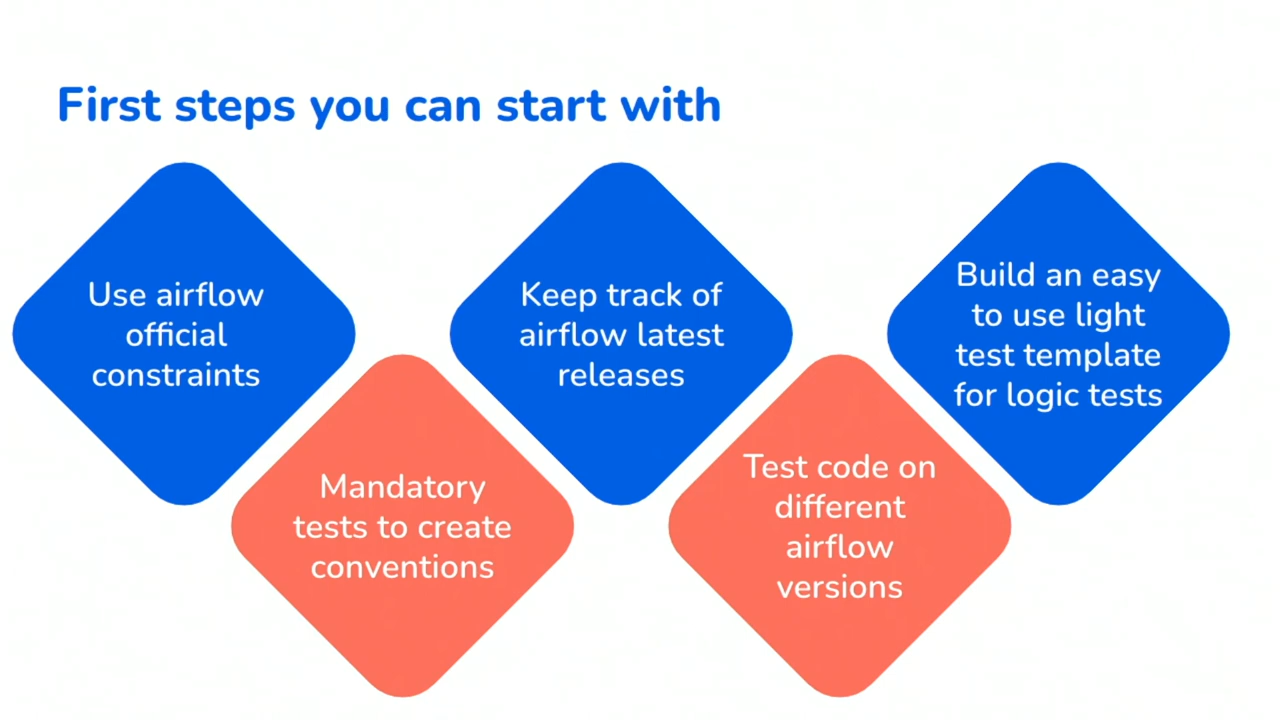 First steps you can start with
Use airflow
official
constraints
Mandatory
tests to create
conventions
Keep track of
airflow latest
releases
Test code on
different
airflow
versions
Build an easy
to use light
test template
for logic tests